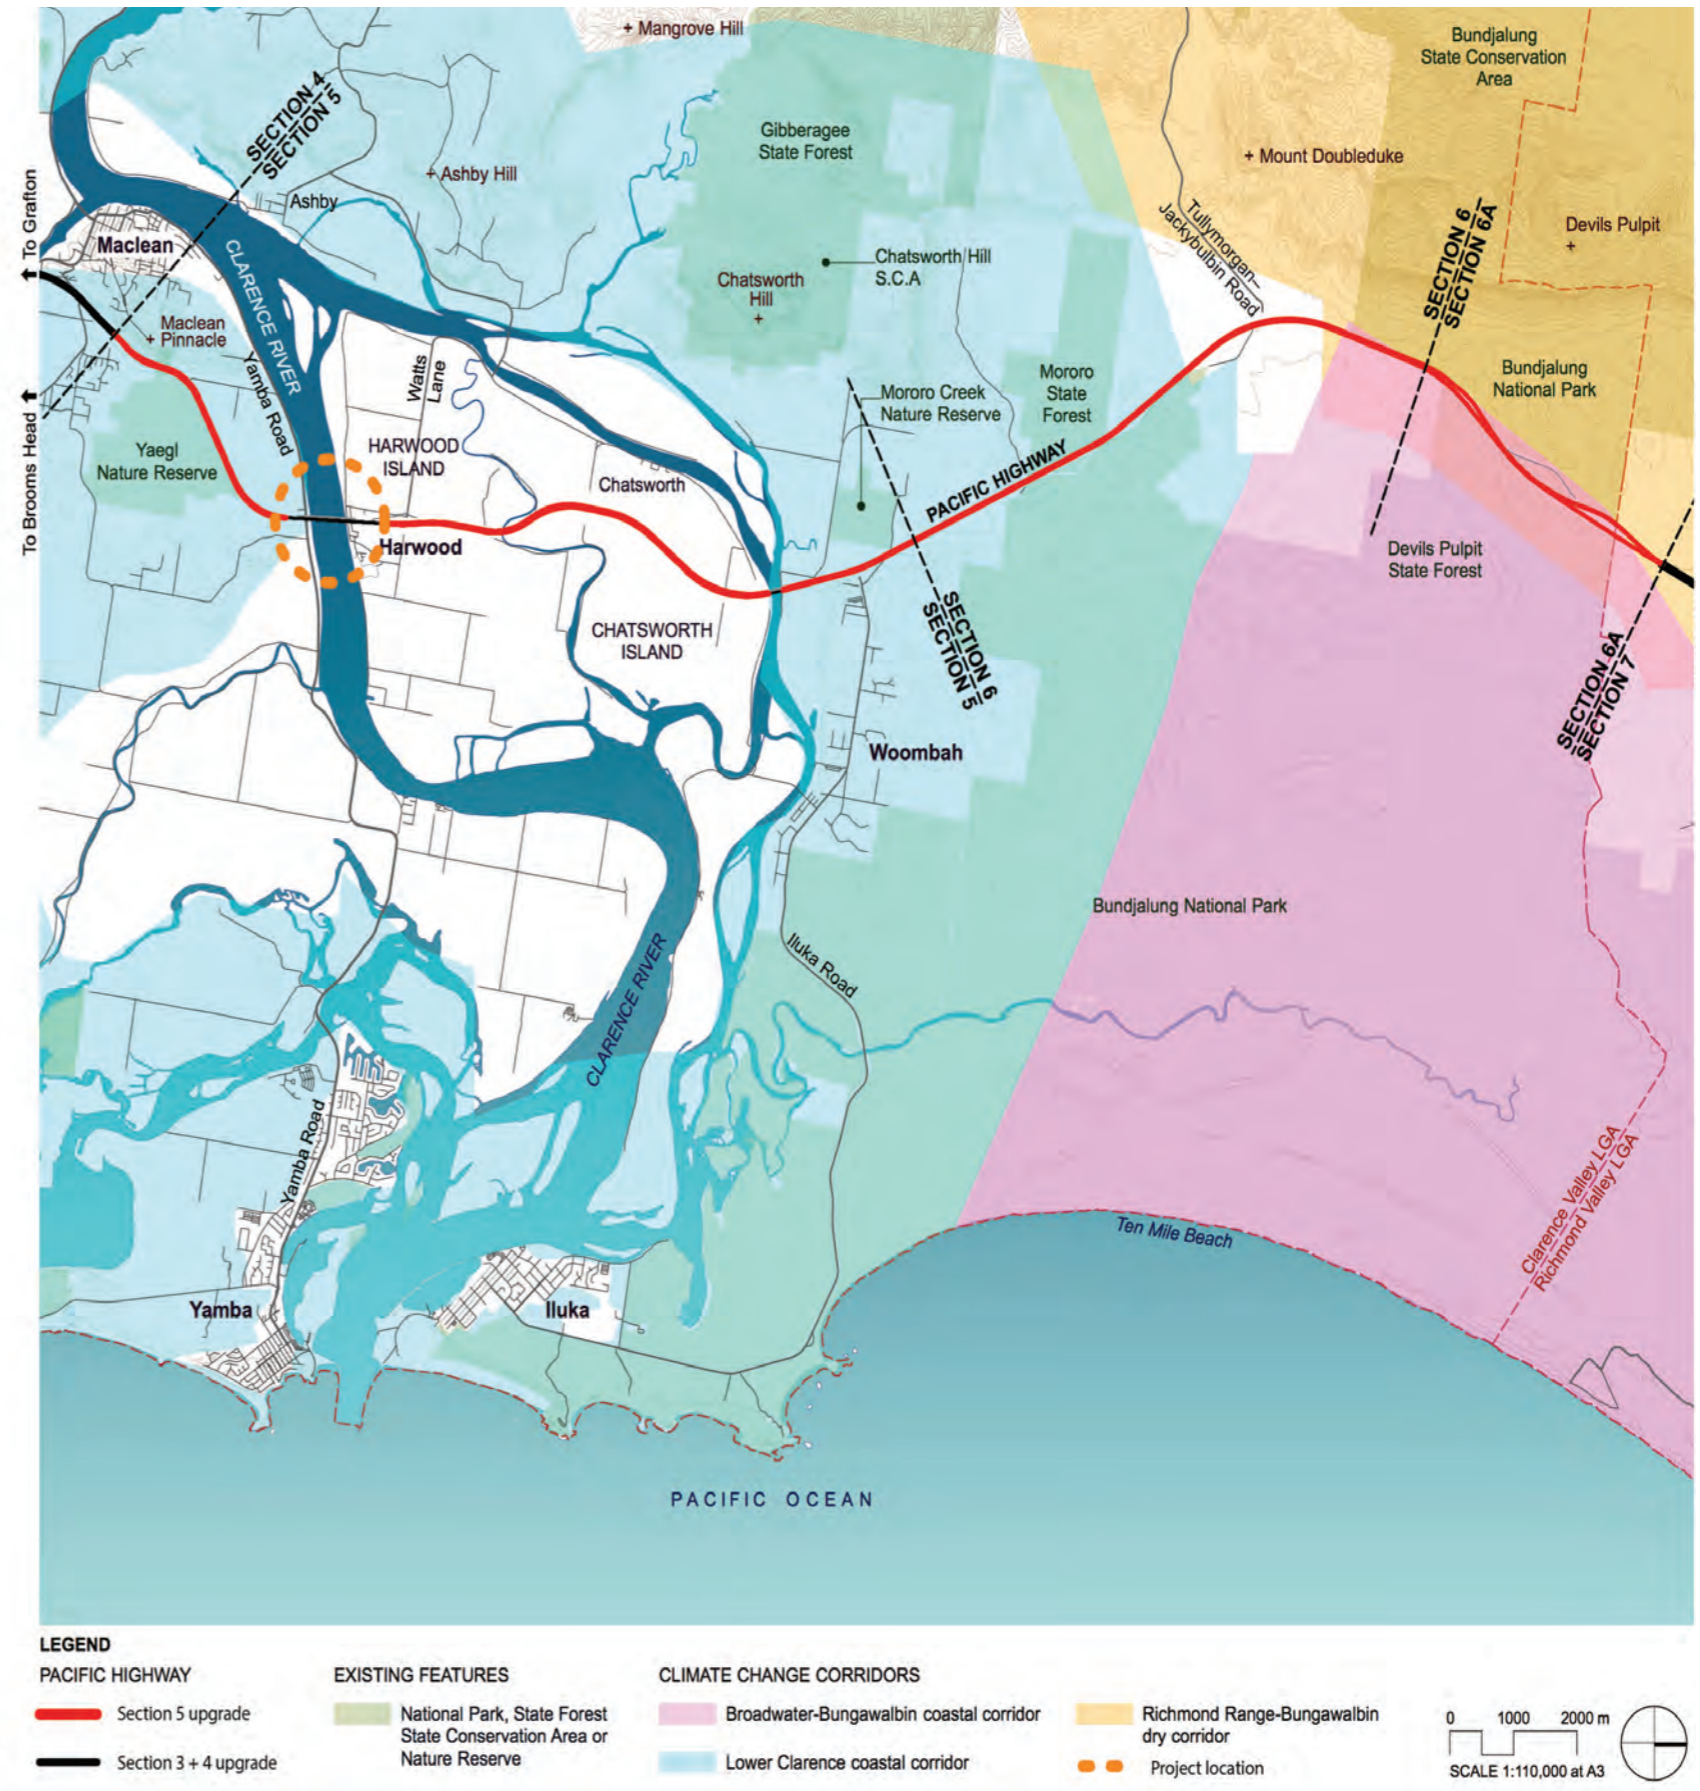 + Mangrove Hill
Bundjalung
State Conservation
Area
SECTION 4
SECTION 5
Gibberagee
State Forest
+ Mount Doubleduke
+ Ashby Hill
Ashby
To Grafton
Maclean
CLARENCE RIVER
Tullymorgan-
Jackybulbin Road
SECTION 6
SECTION 6A
Devils Pulpit
+
Chatsworth Hill
S.C.A
Chatsworth
Hill
+
Maclean
+ Pinnacle
Yamba Road
Watts
Lane
Mororo
State
Forest
Bundjalung
National Park
Mororo Creek
Nature Reserve
To Brooms Head
Yaegl
Nature Reserve
HARWOOD
ISLAND
Chatsworth
PACIFIC HIGHWAY
Harwood
Devils Pulpit
State Forest
CHATSWORTH
ISLAND
SECTION 6
SECTION 5
SECTION 6A
SECTION 7
Woombah
Bundjalung National Park
Iluka Road
CLARENCE RIVER
Yamba Road
Clarence Valley LGA
Richmond Valley LGA
Ten Mile Beach
Yamba
Iluka
PACIFIC OCEAN
LEGEND
PACIFIC HIGHWAY
Section 5 upgrade
Section 3 + 4 upgrade
EXISTING FEATURES
National Park, State Forest
State Conservation Area or
Nature Reserve
CLIMATE CHANGE CORRIDORS
Broadwater-Bungawalbin coastal corridor
Lower Clarence coastal corridor
Richmond Range-Bungawalbin
dry corridor
Project location
0 1000 2000 m
SCALE 1:110,000 at A3